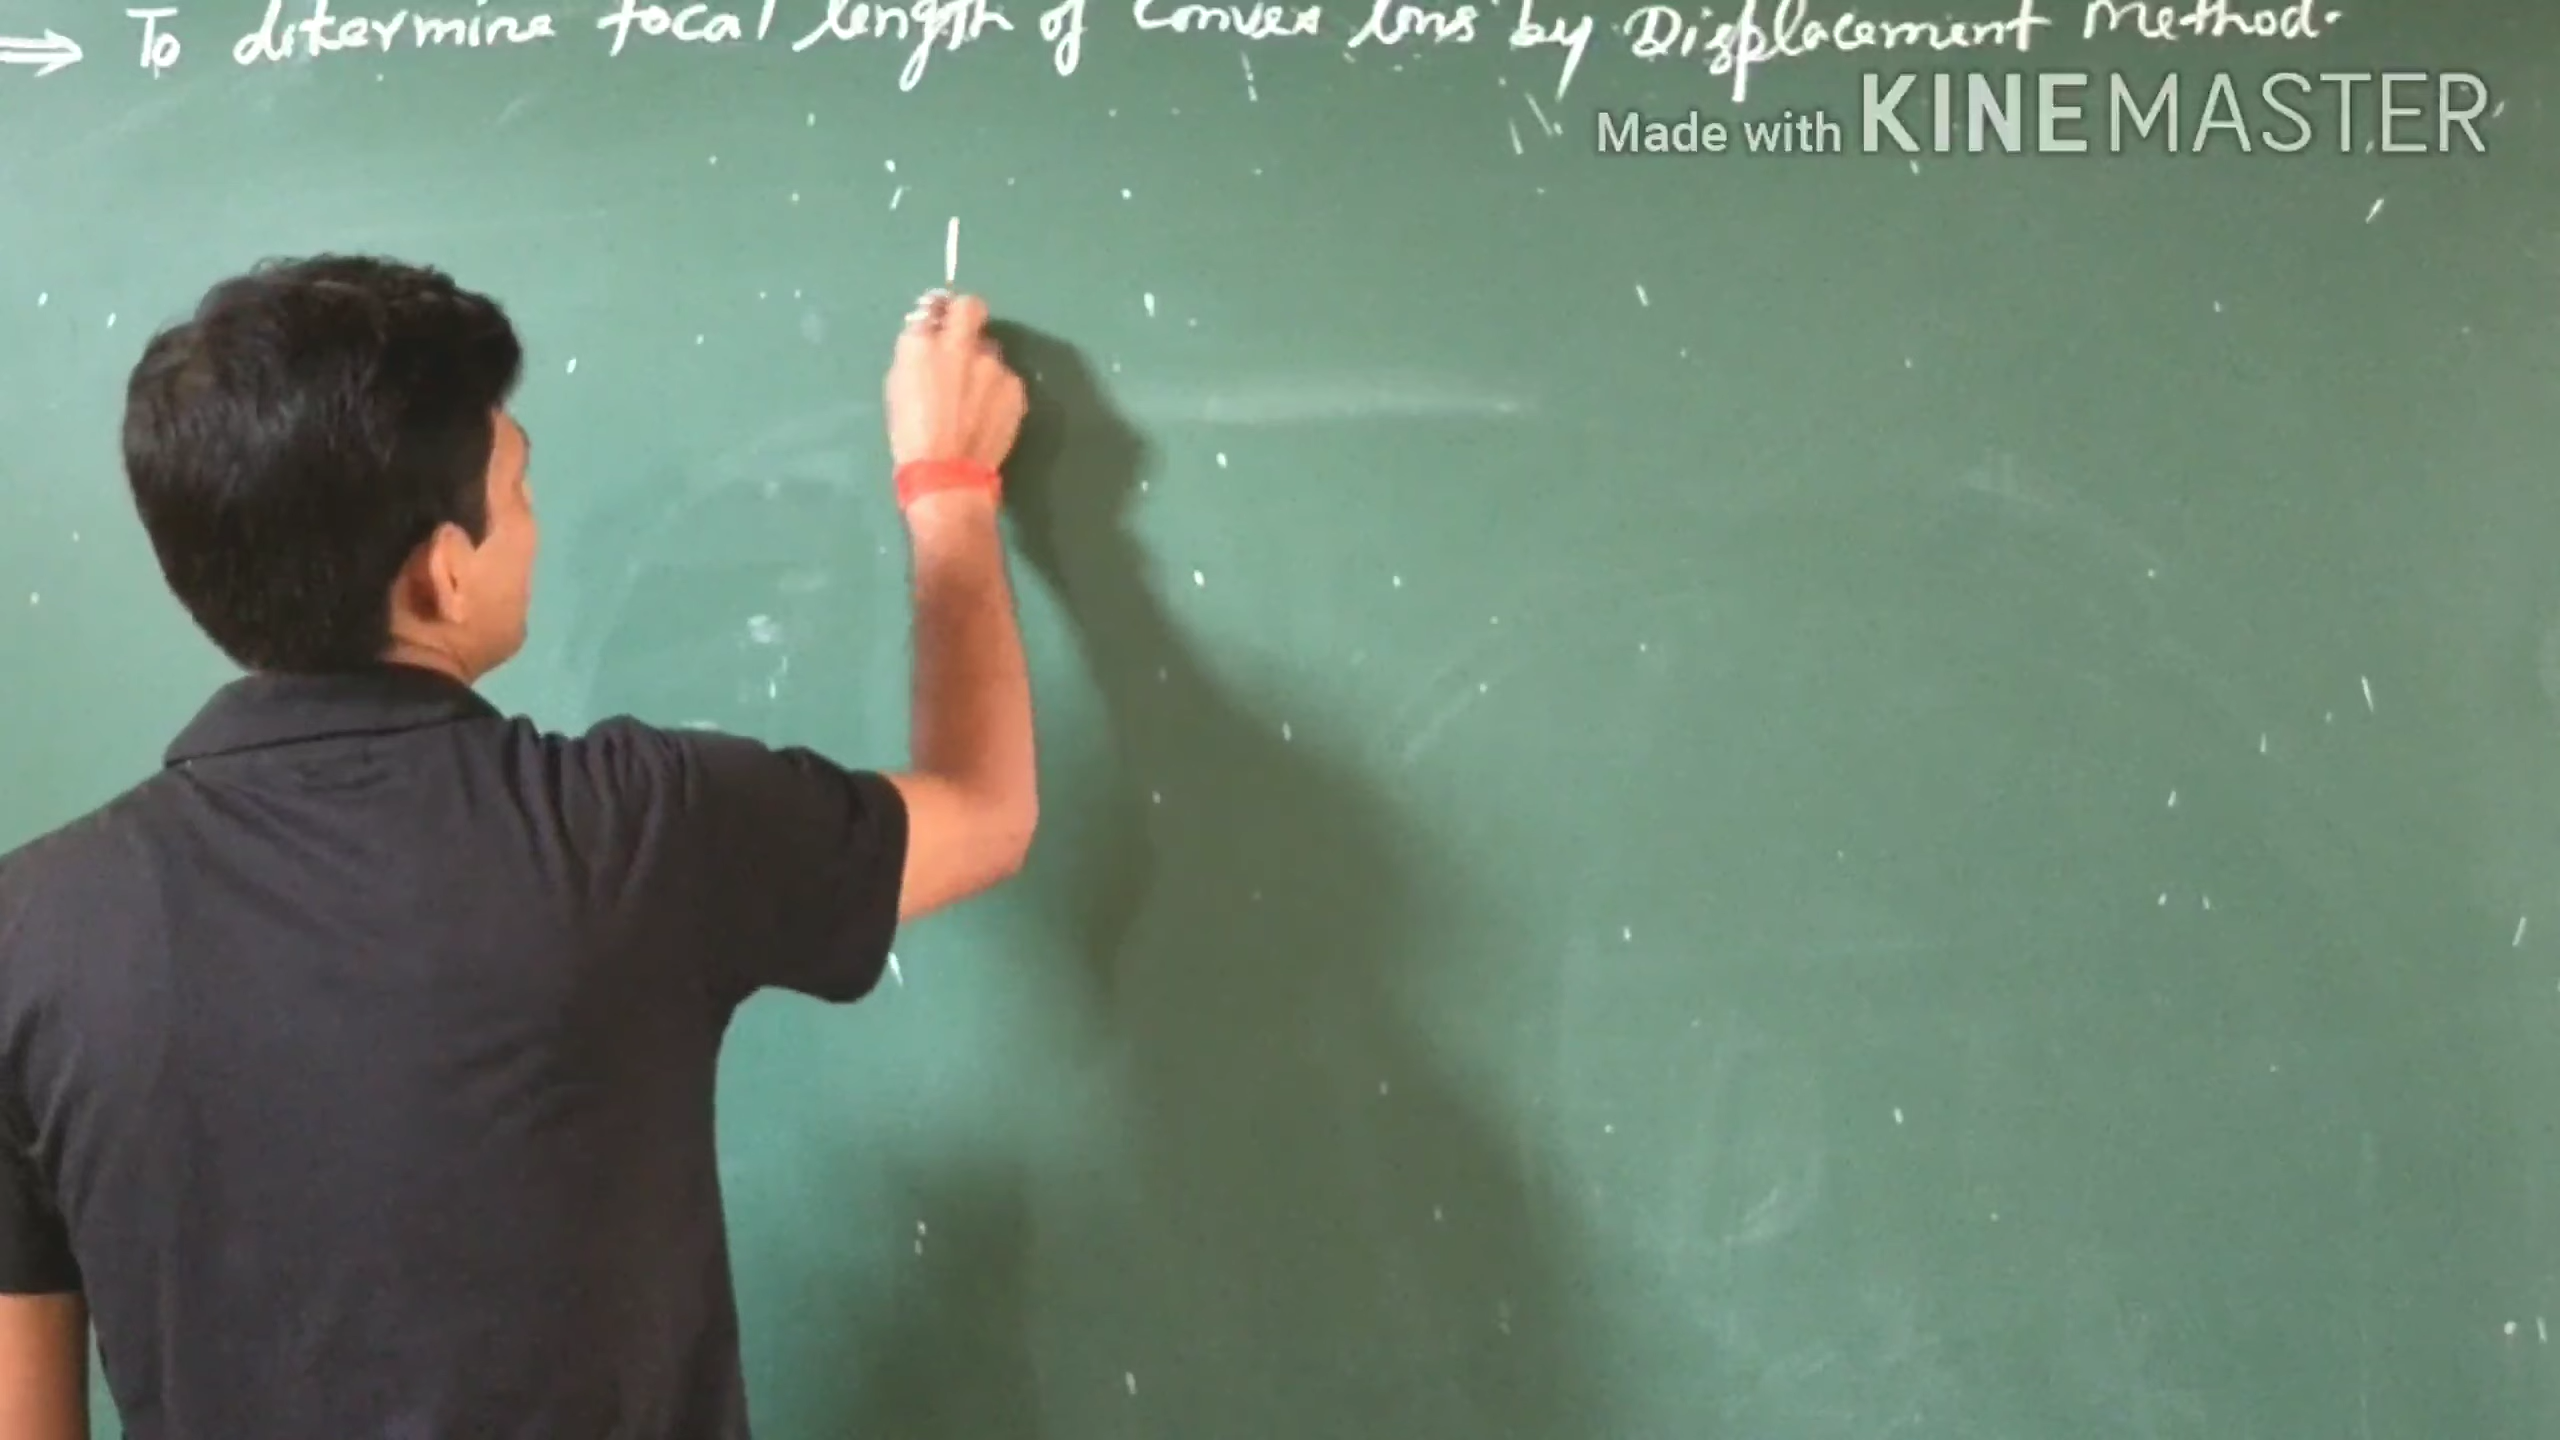 ⇒ To determine focal length of Convex lens by Displacement Method.
Made with KINEMASTER